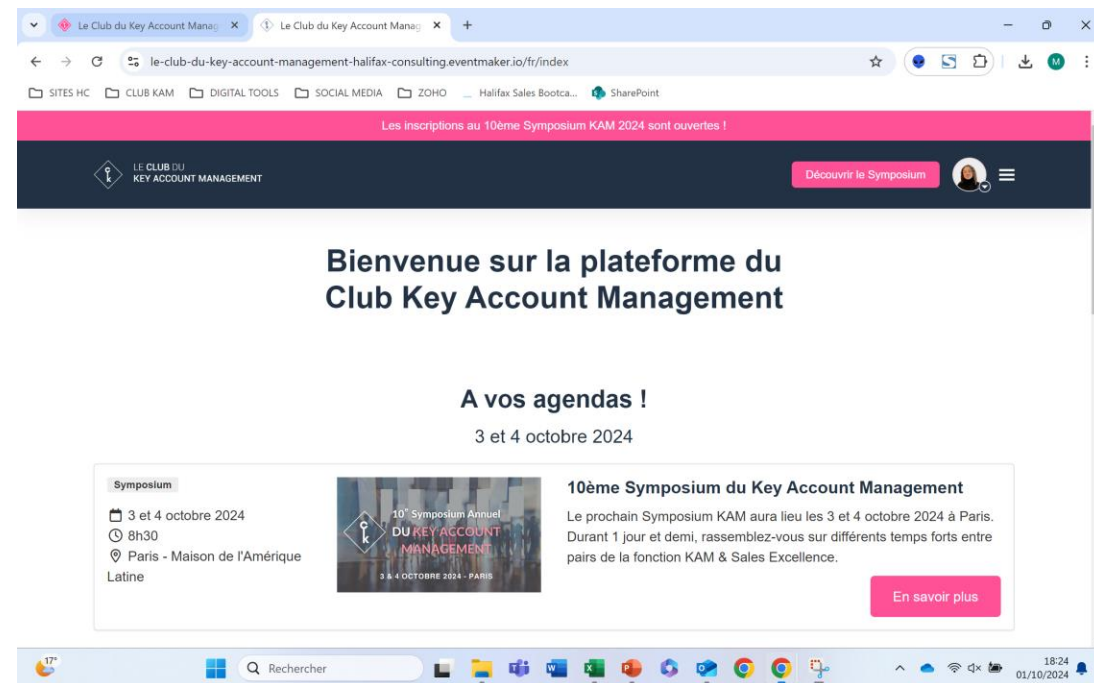 Le Club du Key Account Manag
Le Club du Key Account Manag
le-club-du-key-account-management-halifax-consulting.eventmaker.io/fr/index
M
SITES HC
CLUB KAM
DIGITAL TOOLS
SOCIAL MEDIA
ZOHO
Halifax Sales Bootca...
SharePoint
Les inscriptions au 10ème Symposium KAM 2024 sont ouvertes !
LE CLUB DU
KEY ACCOUNT MANAGEMENT
Découvrir le Symposium
Bienvenue sur la plateforme du
Club Key Account Management
A vos agendas !
3 et 4 octobre 2024
Symposium
3 et 4 octobre 2024
8h30
Paris - Maison de l'Amérique
Latine
10° Symposium Annuel
DU KEY ACCOUNT
MANAGEMENT
3 & 4 OCTOBRE 2024 - PARIS
10ème Symposium du Key Account Management
Le prochain Symposium KAM aura lieu les 3 et 4 octobre 2024 à Paris.
Durant 1 jour et demi, rassemblez-vous sur différents temps forts entre
pairs de la fonction KAM & Sales Excellence.
En savoir plus
17°
Rechercher
18:24
01/10/2024